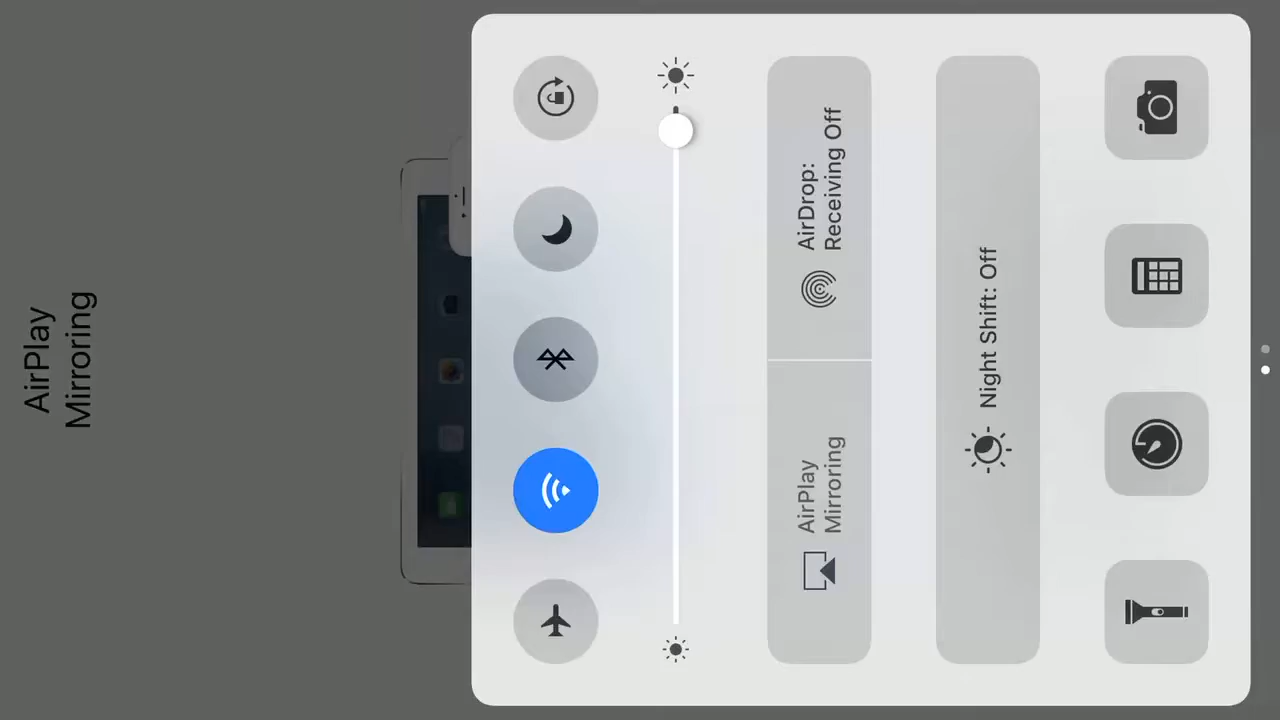 AirPlay
Mirroring
AirPlay
Mirroring
AirDrop:
Receiving Off
Night Shift: Off